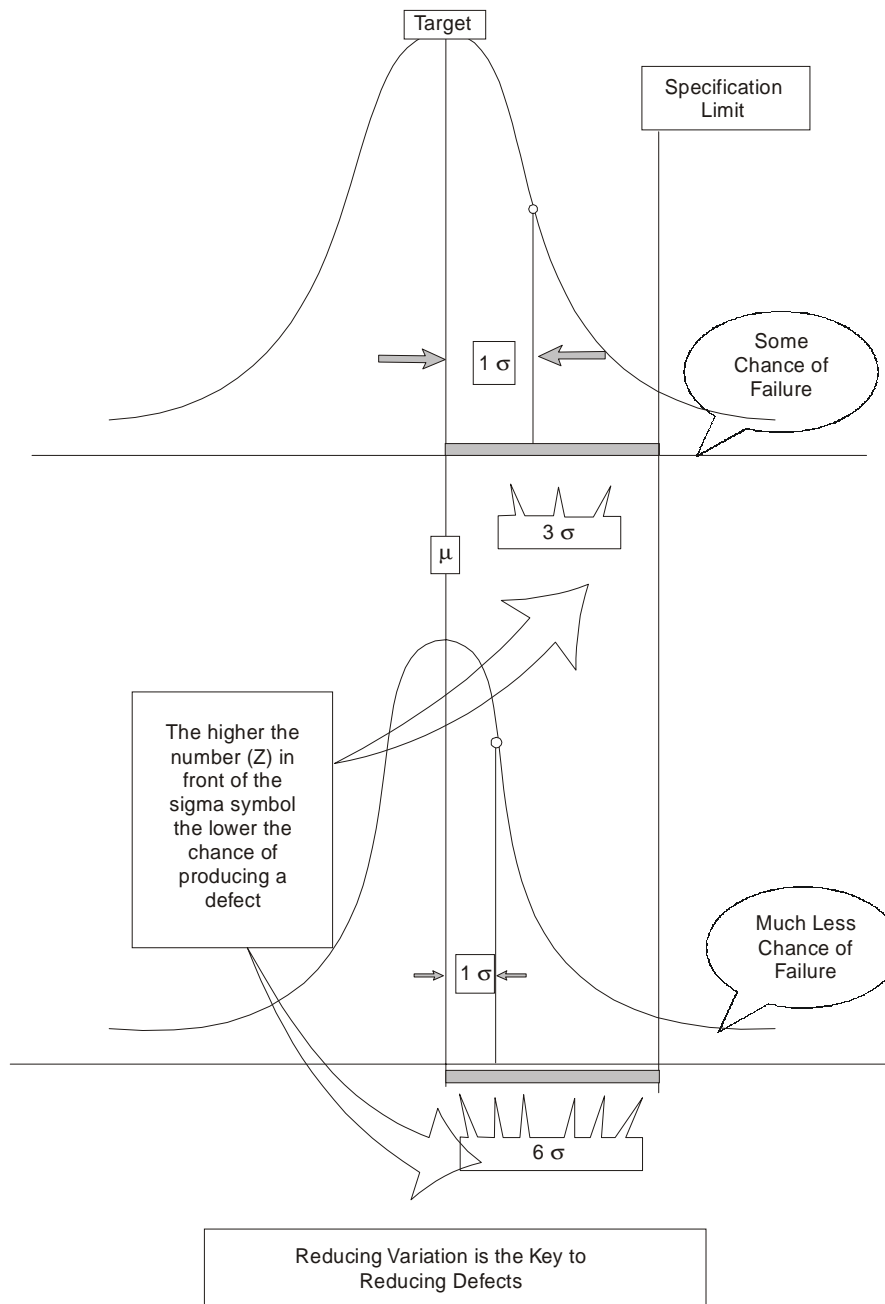 Target
Specification
Limit
Some
Chance of
Failure
1 σ
3 σ
μ
The higher the
number (Z) in
front of the
sigma symbol
the lower the
chance of
producing a
defect
Much Less
Chance of
Failure
1 σ
6 σ
Reducing Variation is the Key to
Reducing Defects